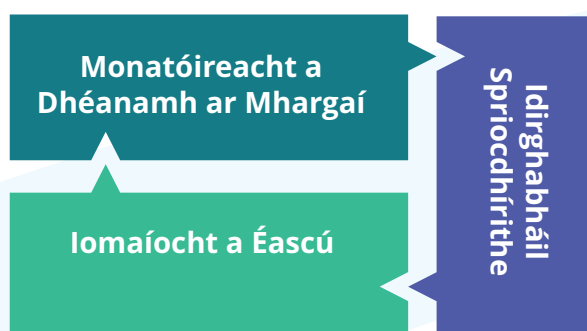 Monatóireacht a
Dhéanamh ar Mhargaí
Idirghabháil
Spriocdhírithe
Iomaíocht a Éascú